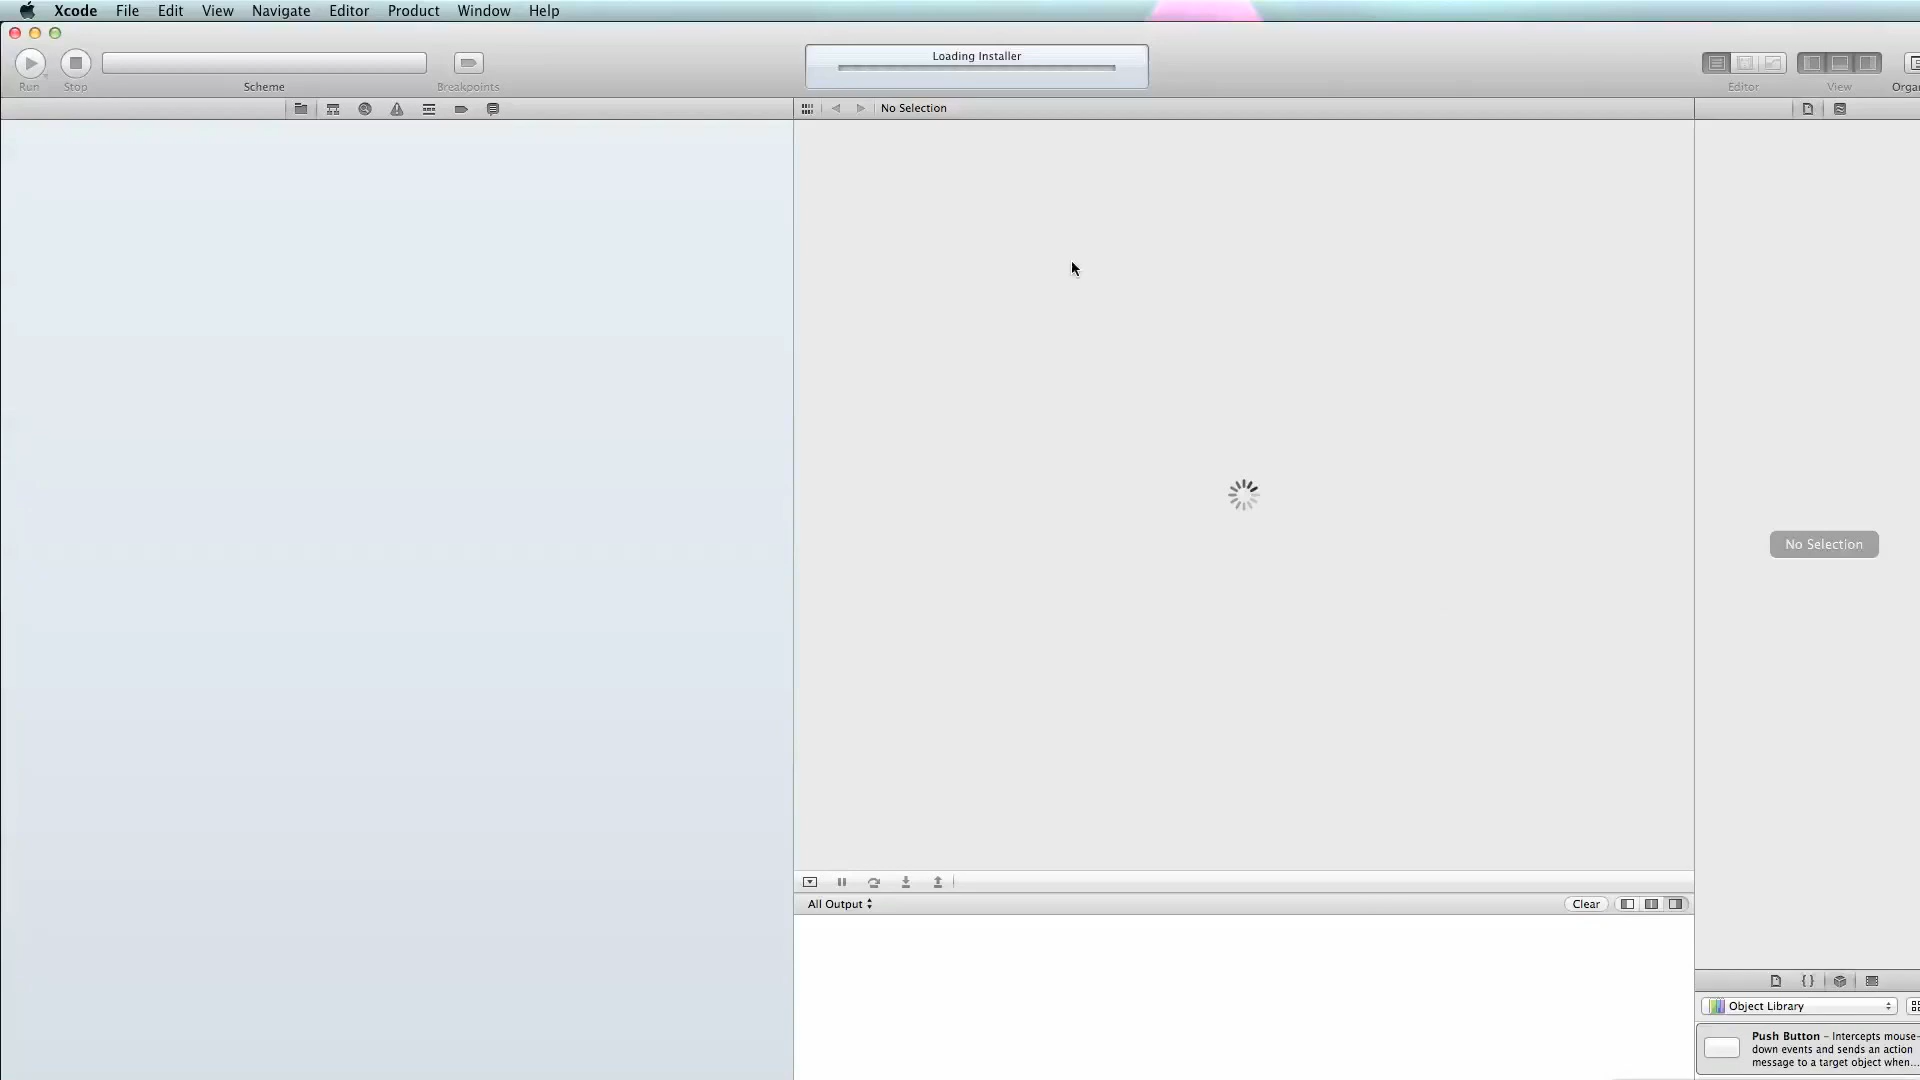 Xcode File Edit View Navigate Editor Product Window Help
Loading Installer
Run Stop Scheme Breakpoints Editor View Organ
No Selection
No Selection
All Output Clear
{ }
Object Library
Push Button – Intercepts mouse-
down events and sends an action
message to a target object when...